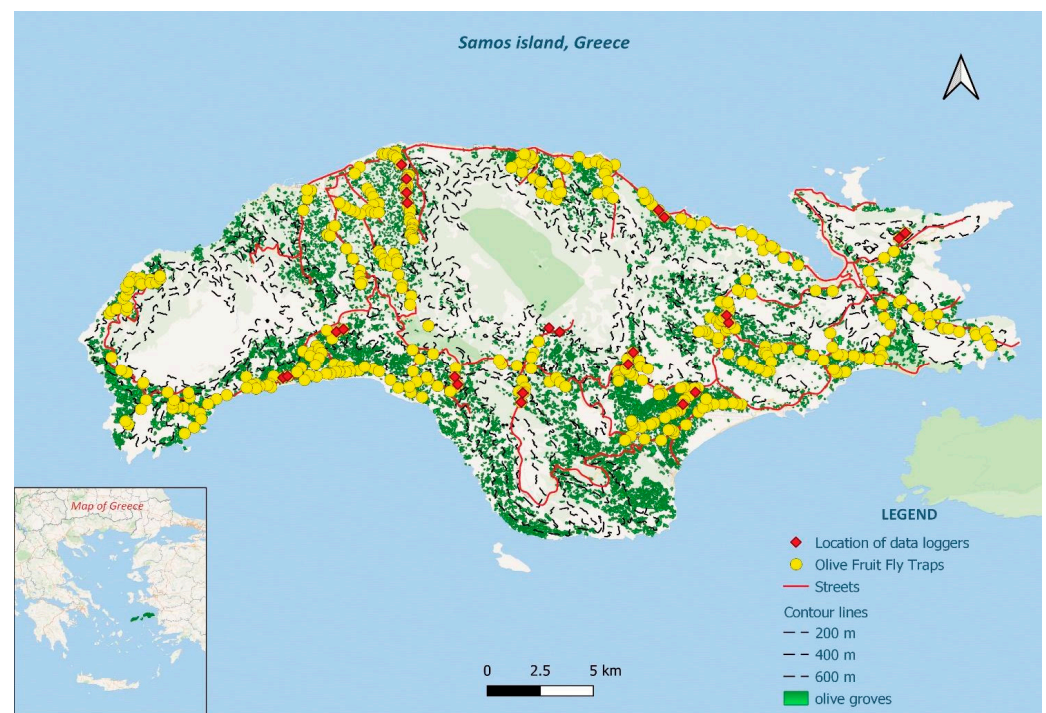 Samos island, Greece
Map of Greece
LEGEND
Location of data loggers
Olive Fruit Fly Traps
Streets
Contour lines
200 m
400 m
600 m
olive groves
0 2.5 5 km